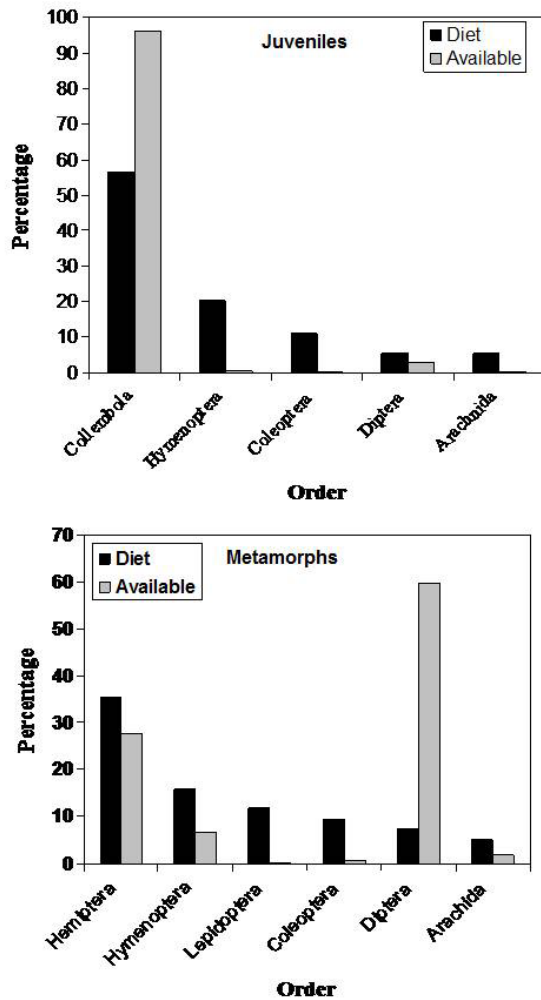 Juveniles
Diet
Available
Percentage
100
90
80
70
60
50
40
30
20
10
0
Collembola
Hymenoptera
Coleoptera
Diptera
Arachnida
Order
Metamorphs
Diet
Available
Percentage
70
60
50
40
30
20
10
0
Hemiptera
Hymenoptera
Lepidoptera
Coleoptera
Diptera
Arachida
Order